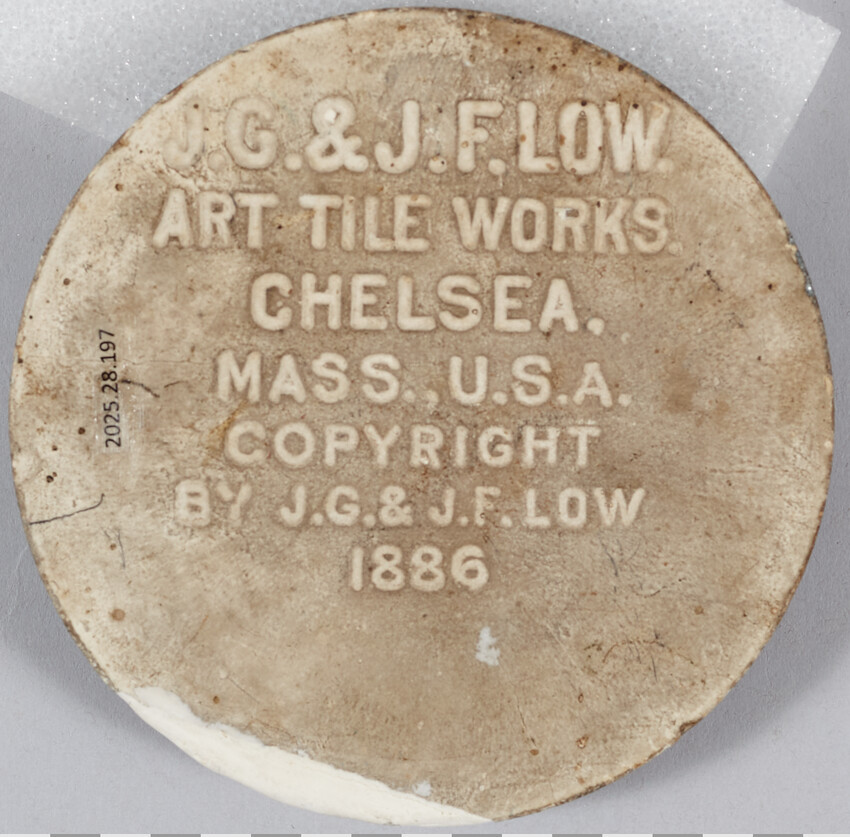 J.G.&J.F.LOW.
ART TILE WORKS.
CHELSEA.
MASS., U.S.A.
COPYRIGHT
BY J.G.& J.F. LOW
1886
2025.28.197